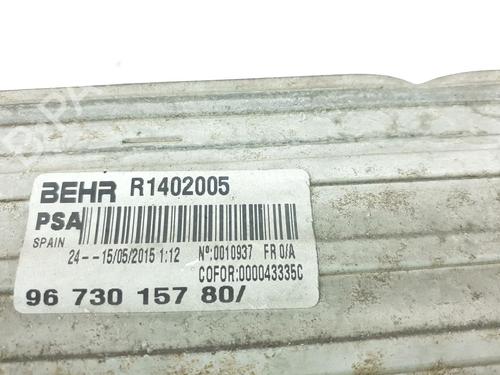 BEHR R1402005
PSA
SPAIN
24--15/05/2015 1:12 Nº:0010937 FR 0/A
COFOR:000043335C
96 730 157 80/